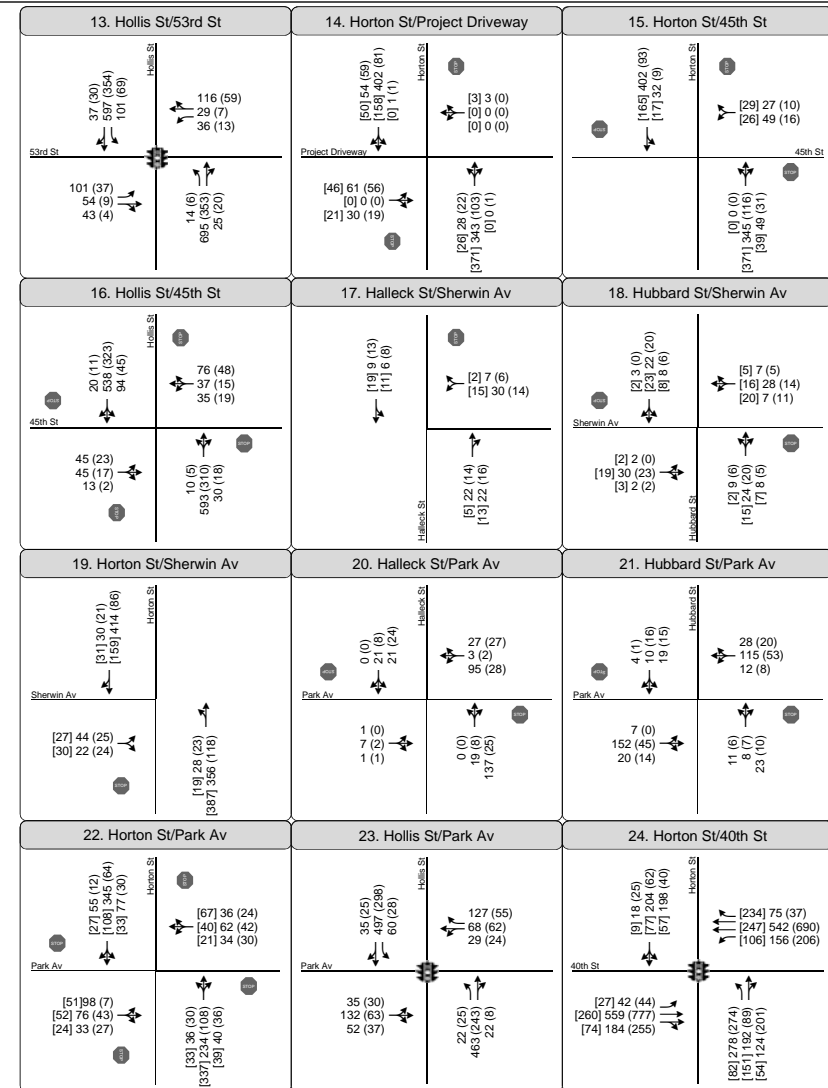 13. Hollis St/53rd St
Hollis St
37 (30)
597 (354)
101 (69)
116 (59)
29 (7)
36 (13)
53rd St
101 (37)
54 (9)
43 (4)
14 (6)
695 (353)
25 (20)
14. Horton St/Project Driveway
Horton St
STOP
[50] 54 (59)
[158] 402 (81)
[0] 1 (1)
[3] 3 (0)
[0] 0 (0)
[0] 0 (0)
Project Driveway
[46] 61 (56)
[0] 0 (0)
[21] 30 (19)
STOP
[26] 28 (22)
[371] 343 (103)
[0] 0 (1)
15. Horton St/45th St
Horton St
STOP
STOP
[165] 402 (93)
[17] 32 (9)
[29] 27 (10)
[26] 49 (16)
45th St
STOP
[0] 0 (0)
[371] 345 (116)
[39] 49 (31)
16. Hollis St/45th St
Hollis St
STOP
STOP
20 (11)
538 (323)
94 (45)
76 (48)
37 (15)
35 (19)
45th St
STOP
45 (23)
45 (17)
13 (2)
STOP
10 (5)
593 (310)
30 (18)
17. Halleck St/Sherwin Av
STOP
[19] 9 (13)
[11] 6 (8)
[2] 7 (6)
[15] 30 (14)
Halleck St
[5] 22 (14)
[13] 22 (16)
18. Hubbard St/Sherwin Av
STOP
[2] 3 (0)
[23] 22 (20)
[8] 8 (6)
[5] 7 (5)
[16] 28 (14)
[20] 7 (11)
Sherwin Av
STOP
[2] 2 (0)
[19] 30 (23)
[3] 2 (2)
Hubbard St
[2] 9 (6)
[15] 24 (20)
[7] 8 (5)
19. Horton St/Sherwin Av
Horton St
[31] 30 (21)
[159] 414 (86)
Sherwin Av
[27] 44 (25)
[30] 22 (24)
STOP
[19] 28 (23)
[387] 356 (118)
20. Halleck St/Park Av
Halleck St
STOP
0 (0)
21 (8)
21 (24)
27 (27)
3 (2)
95 (28)
Park Av
STOP
1 (0)
7 (2)
1 (1)
0 (0)
19 (8)
137 (25)
21. Hubbard St/Park Av
Hubbard St
STOP
4 (1)
10 (16)
19 (15)
28 (20)
115 (53)
12 (8)
Park Av
STOP
7 (0)
152 (45)
20 (14)
11 (6)
8 (7)
23 (10)
22. Horton St/Park Av
Horton St
STOP
STOP
[27] 55 (12)
[108] 345 (64)
[33] 77 (30)
[67] 36 (24)
[40] 62 (42)
[21] 34 (30)
Park Av
STOP
[51]98 (7)
[52] 76 (43)
[24] 33 (27)
STOP
[33] 36 (30)
[337] 234 (108)
[39] 40 (36)
23. Hollis St/Park Av
Hollis St
35 (25)
497 (298)
60 (28)
127 (55)
68 (62)
29 (24)
Park Av
35 (30)
132 (63)
52 (37)
22 (25)
463 (243)
22 (8)
24. Horton St/40th St
Horton St
[9] 18 (25)
[77] 204 (62)
[57] 198 (40)
[234] 75 (37)
[247] 542 (690)
[106] 156 (206)
40th St
[27] 42 (44)
[260] 559 (777)
[74] 184 (255)
[82] 278 (274)
[151] 192 (89)
[54] 124 (201)